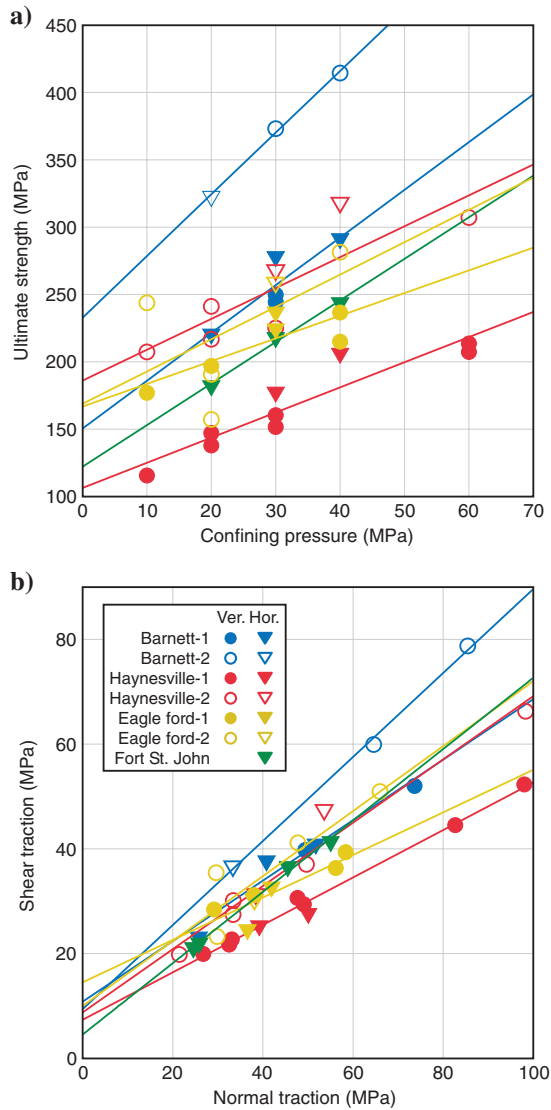 a)
450
400
350
300
250
200
150
100
Ultimate strength (MPa)
0 10 20 30 40 50 60 70
Confining pressure (MPa)
b)
80
60
40
20
0
Shear traction (MPa)
Ver. Hor.
Barnett-1
Barnett-2
Haynesville-1
Haynesville-2
Eagle ford-1
Eagle ford-2
Fort St. John
0 20 40 60 80 100
Normal traction (MPa)